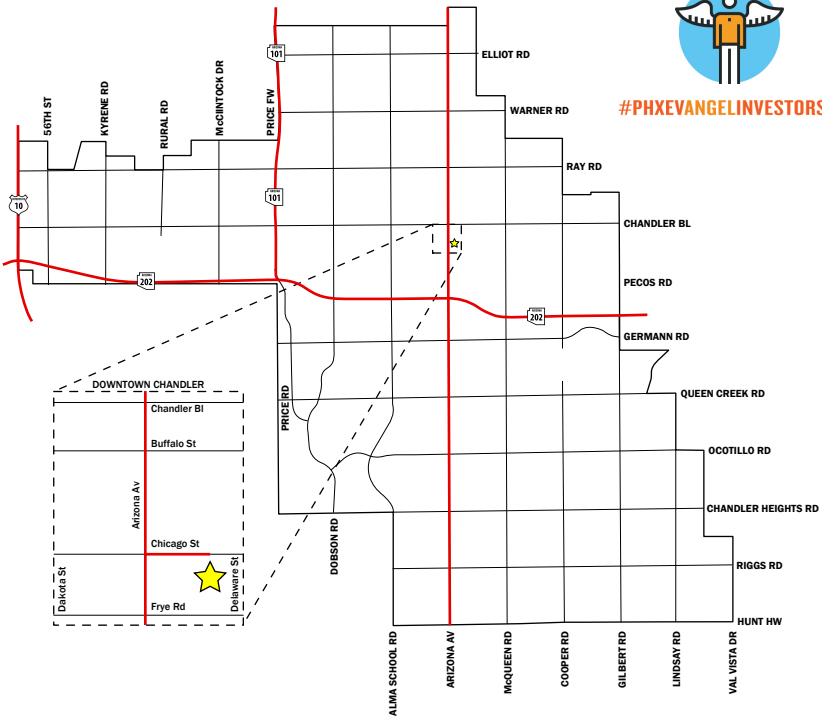 #PHXEVANGELINVESTORS
56TH ST
KYRENE RD
RURAL RD
McClINTOCK DR
PRICE FW
ARIZONA
101
ELLIOT RD
WARNER RD
RAY RD
10
ARIZONA
101
CHANDLER BL
PECOS RD
ARIZONA
202
ARIZONA
202
GERMANN RD
PRICE RD
QUEEN CREEK RD
OCOTILLO RD
CHANDLER HEIGHTS RD
DOBSON RD
RIGGS RD
HUNT HW
ALMA SCHOOL RD
ARIZONA AV
McQUEEN RD
COOPER RD
GILBERT RD
LINDSAY RD
VAL VISTA DR
DOWNTOWN CHANDLER
Chandler Bl
Buffalo St
Arizona Av
Chicago St
Dakota St
Delaware St
Frye Rd